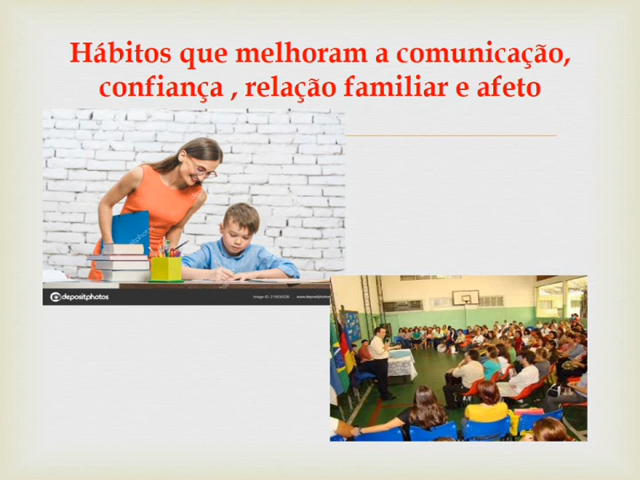 Hábitos que melhoram a comunicação,
confiança , relação familiar e afeto
depositphotos